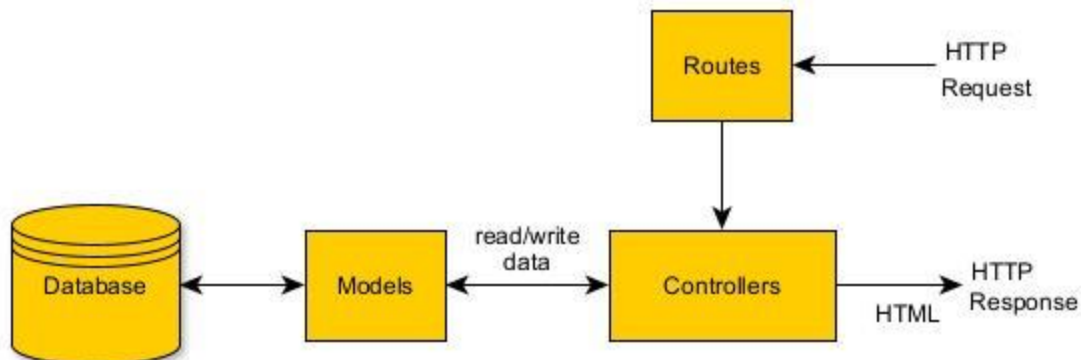 Routes
HTTP
Request
Database
Models
read/write
data
Controllers
HTML
HTTP
Response